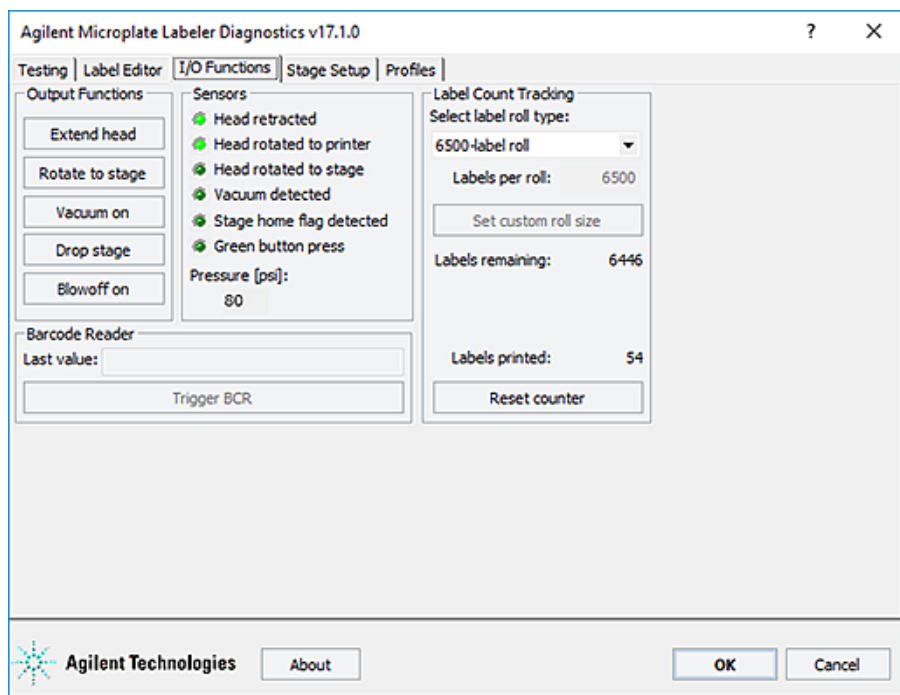 Agilent Microplate Labeler Diagnostics v17.1.0
Testing Label Editor I/O Functions Stage Setup Profiles
Output Functions
Extend head
Rotate to stage
Vacuum on
Drop stage
Blowoff on
Sensors
Head retracted
Head rotated to printer
Head rotated to stage
Vacuum detected
Stage home flag detected
Green button press
Pressure [psi]:
80
Label Count Tracking
Select label roll type:
6500-label roll
Labels per roll: 6500
Set custom roll size
Labels remaining: 6446
Labels printed: 54
Reset counter
Barcode Reader
Last value:
Trigger BCR
Agilent Technologies
About
OK
Cancel